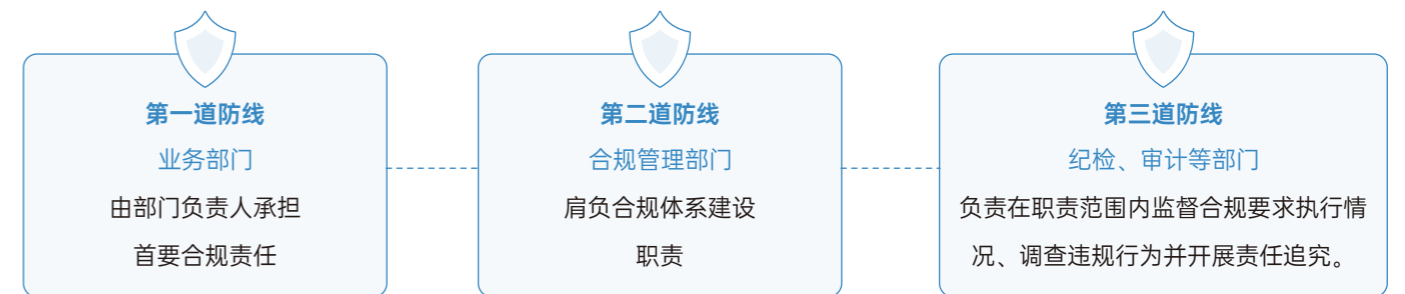 第一道防线
业务部门
由部门负责人承担
首要合规责任
第二道防线
合规管理部门
肩负合规体系建设
职责
第三道防线
纪检、审计等部门
负责在职责范围内监督合规要求执行情
况、调查违规行为并开展责任追究。